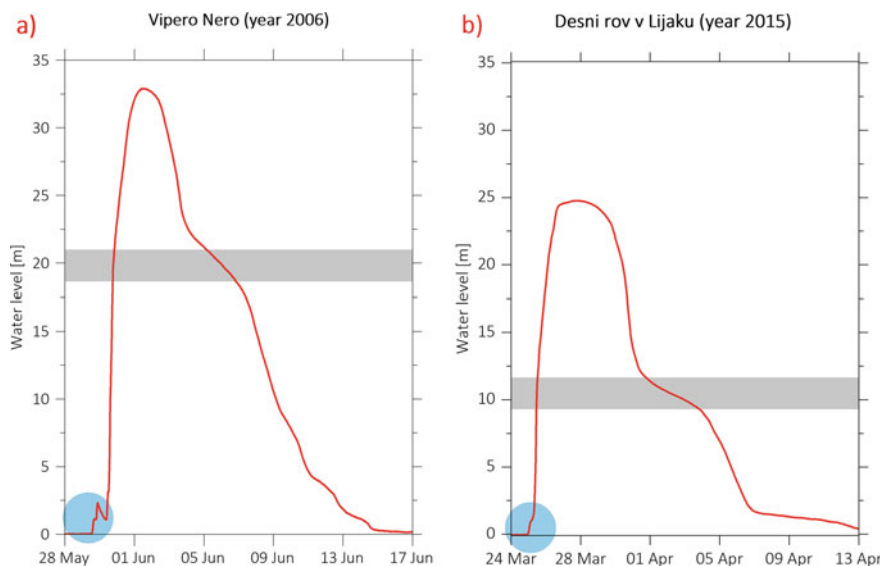 a)
Vipero Nero (year 2006)
35
30
25
20
15
10
5
0
Water level [m]
28 May
01 Jun
05 Jun
09 Jun
13 Jun
17 Jun
b)
Desni rov v Lijaku (year 2015)
35
30
25
20
15
10
5
0
Water level [m]
24 Mar
28 Mar
01 Apr
05 Apr
09 Apr
13 Apr